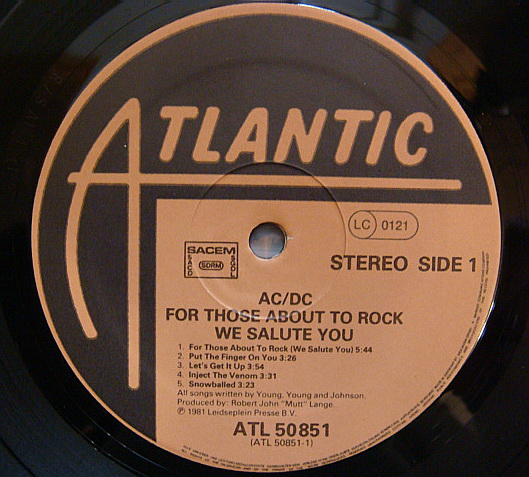 ATLANTIC
LC 0121
SACEM
SDRM
STEREO SIDE 1
AC/DC
FOR THOSE ABOUT TO ROCK
WE SALUTE YOU
1. For Those About To Rock (We Salute You) 5:44
2. Put The Finger On You 3:26
3. Let's Get It Up 3:54
4. Inject The Venom 3:31
5. Snowballed 3:23
All songs written by Young, Young and Johnson.
Produced by: Robert John "Mutt" Lange.
℗ 1981 Leidseplein Presse B.V.
ATL 50 851
(ATL 50851-1)